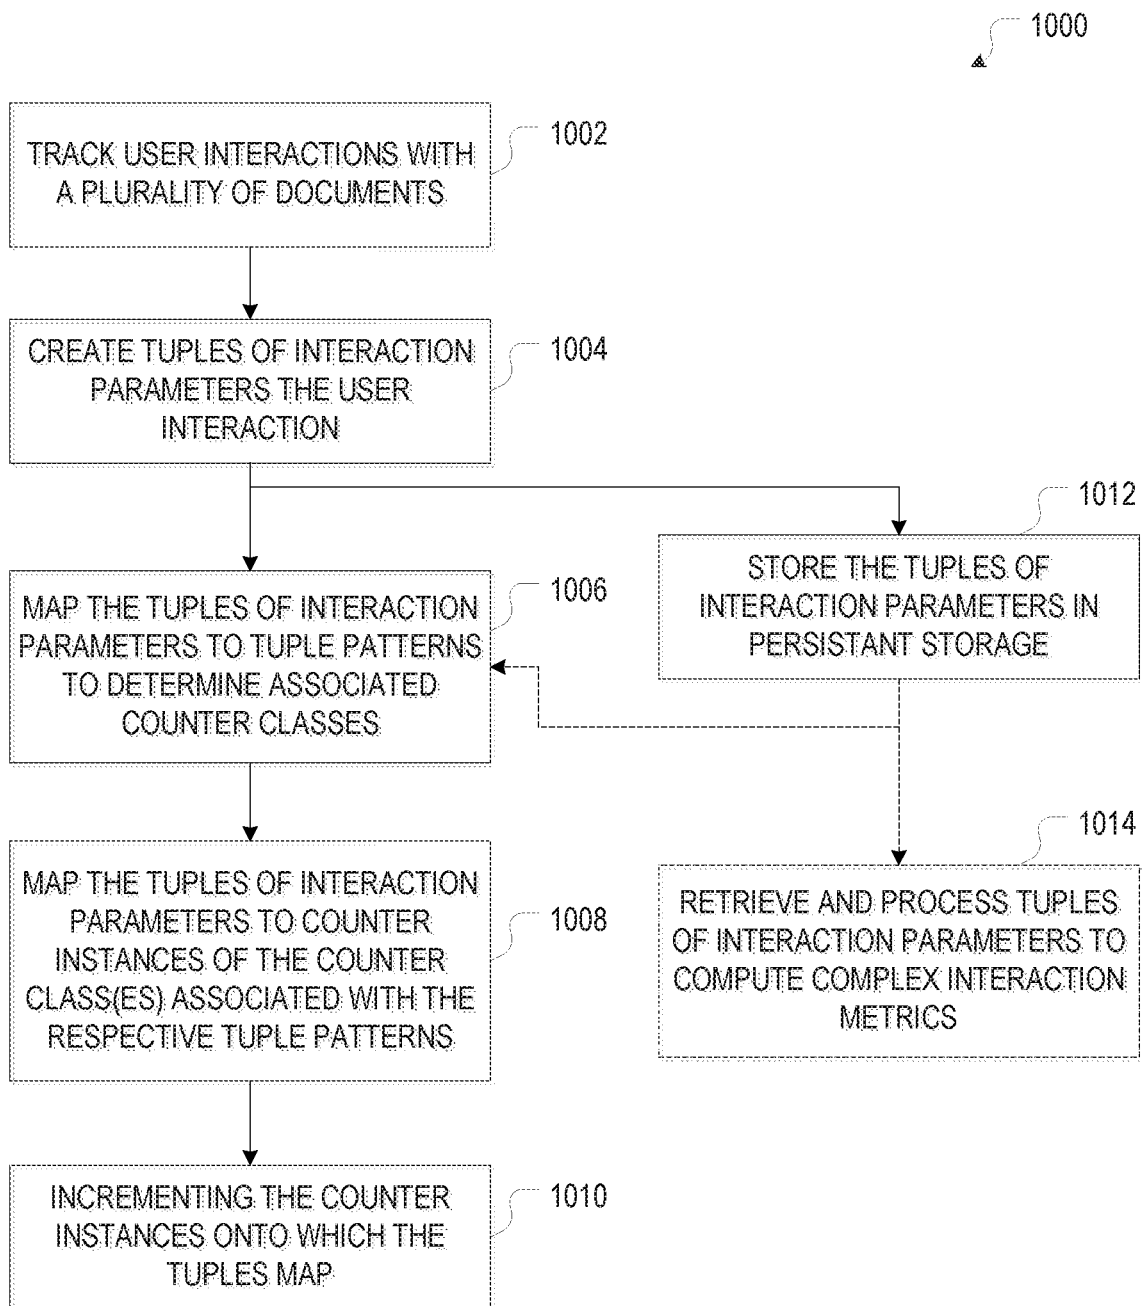 1000
1002
TRACK USER INTERACTIONS WITH
A PLURALITY OF DOCUMENTS
1004
CREATE TUPLES OF INTERACTION
PARAMETERS THE USER
INTERACTION
1012
STORE THE TUPLES OF
INTERACTION PARAMETERS IN
PERSISTANT STORAGE
1006
MAP THE TUPLES OF INTERACTION
PARAMETERS TO TUPLE PATTERNS
TO DETERMINE ASSOCIATED
COUNTER CLASSES
1014
RETRIEVE AND PROCESS TUPLES
OF INTERACTION PARAMETERS TO
COMPUTE COMPLEX INTERACTION
METRICS
1008
MAP THE TUPLES OF INTERACTION
PARAMETERS TO COUNTER
INSTANCES OF THE COUNTER
CLASS(ES) ASSOCIATED WITH THE
RESPECTIVE TUPLE PATTERNS
1010
INCREMENTING THE COUNTER
INSTANCES ONTO WHICH THE
TUPLES MAP